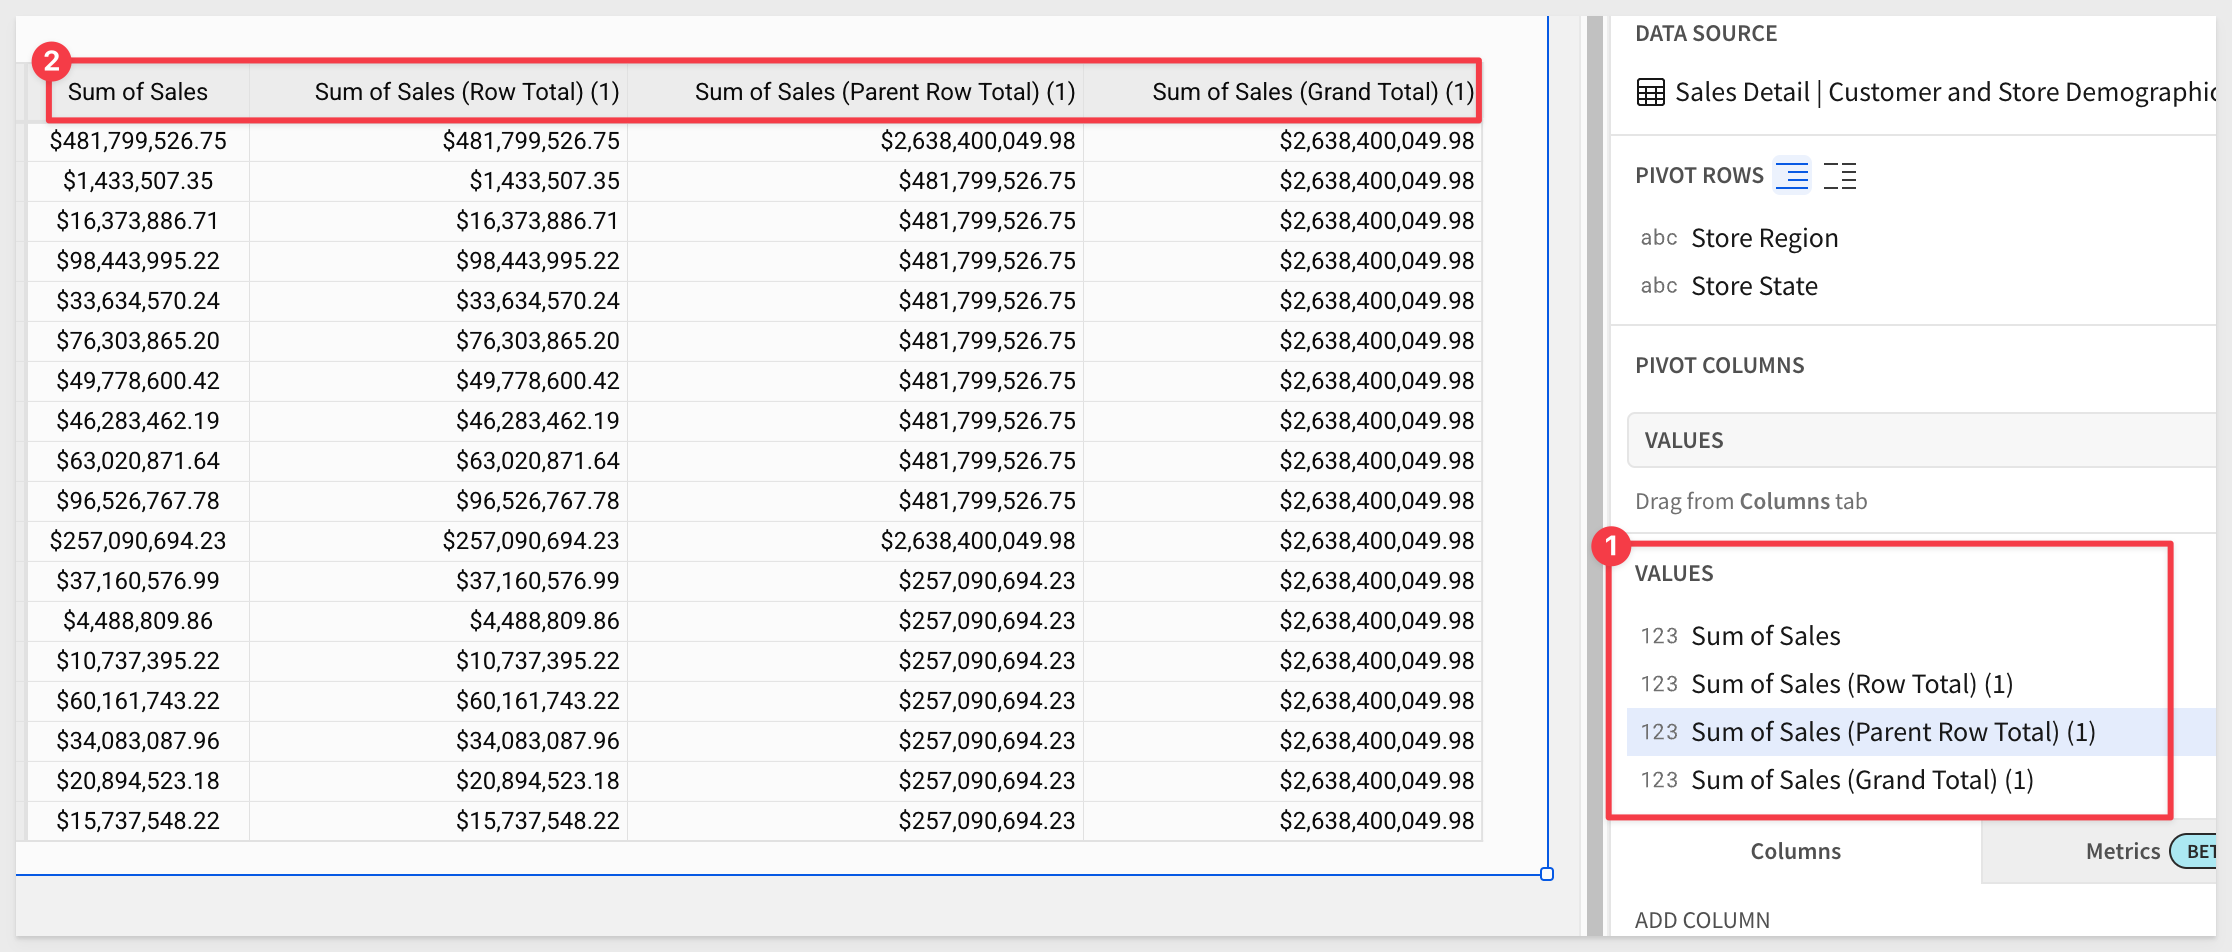 2
Sum of Sales Sum of Sales (Row Total) (1) Sum of Sales (Parent Row Total) (1) Sum of Sales (Grand Total) (1)
$481,799,526.75 $481,799,526.75 $2,638,400,049.98 $2,638,400,049.98
$1,433,507.35 $1,433,507.35 $481,799,526.75 $2,638,400,049.98
$16,373,886.71 $16,373,886.71 $481,799,526.75 $2,638,400,049.98
$98,443,995.22 $98,443,995.22 $481,799,526.75 $2,638,400,049.98
$33,634,570.24 $33,634,570.24 $481,799,526.75 $2,638,400,049.98
$76,303,865.20 $76,303,865.20 $481,799,526.75 $2,638,400,049.98
$49,778,600.42 $49,778,600.42 $481,799,526.75 $2,638,400,049.98
$46,283,462.19 $46,283,462.19 $481,799,526.75 $2,638,400,049.98
$63,020,871.64 $63,020,871.64 $481,799,526.75 $2,638,400,049.98
$96,526,767.78 $96,526,767.78 $481,799,526.75 $2,638,400,049.98
$257,090,694.23 $257,090,694.23 $2,638,400,049.98 $2,638,400,049.98
$37,160,576.99 $37,160,576.99 $257,090,694.23 $2,638,400,049.98
$4,488,809.86 $4,488,809.86 $257,090,694.23 $2,638,400,049.98
$10,737,395.22 $10,737,395.22 $257,090,694.23 $2,638,400,049.98
$60,161,743.22 $60,161,743.22 $257,090,694.23 $2,638,400,049.98
$34,083,087.96 $34,083,087.96 $257,090,694.23 $2,638,400,049.98
$20,894,523.18 $20,894,523.18 $257,090,694.23 $2,638,400,049.98
$15,737,548.22 $15,737,548.22 $257,090,694.23 $2,638,400,049.98
DATA SOURCE
Sales Detail | Customer and Store Demographic
PIVOT ROWS
abc Store Region
abc Store State
PIVOT COLUMNS
VALUES
Drag from Columns tab
1
VALUES
123 Sum of Sales
123 Sum of Sales (Row Total) (1)
123 Sum of Sales (Parent Row Total) (1)
123 Sum of Sales (Grand Total) (1)
Columns Metrics BET
ADD COLUMN